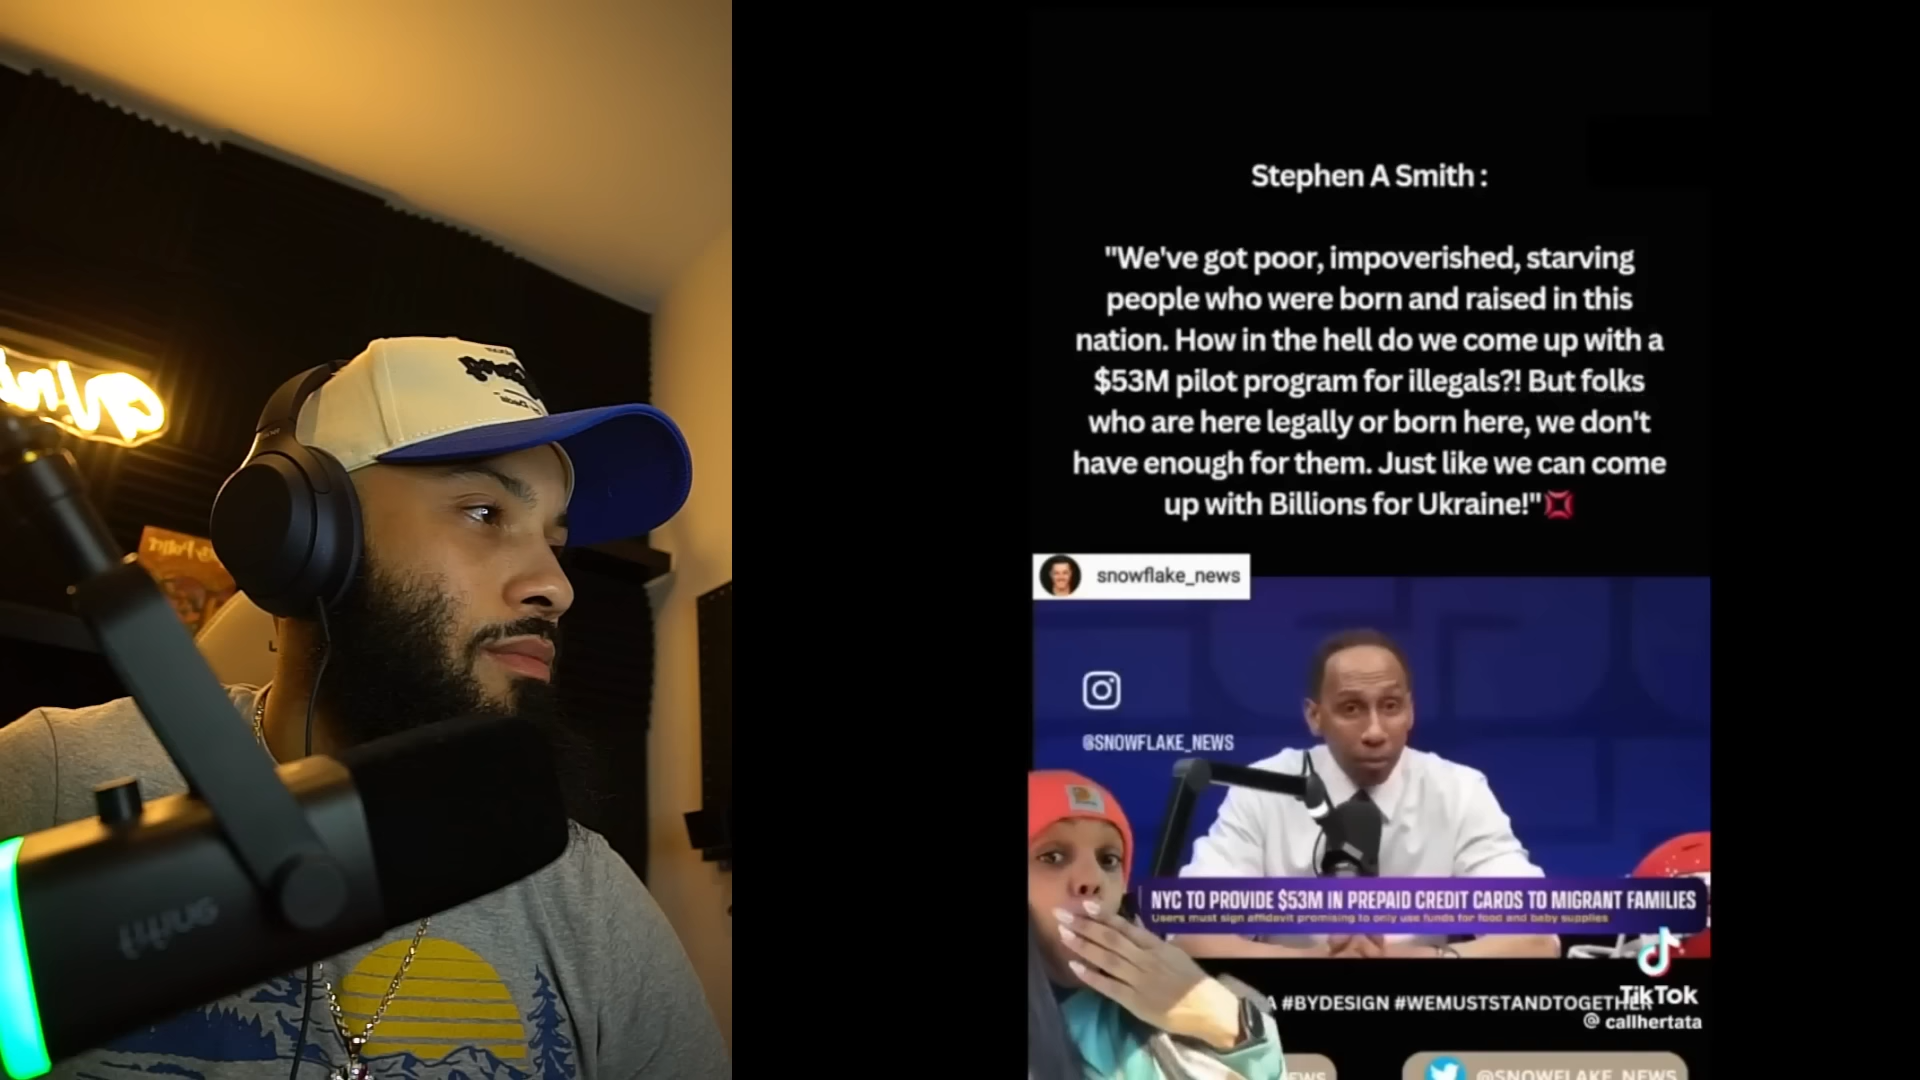 Stephen A Smith :
"We've got poor, impoverished, starving
people who were born and raised in this
nation. How in the hell do we come up with a
$53M pilot program for illegals?! But folks
who are here legally or born here, we don't
have enough for them. Just like we can come
up with Billions for Ukraine!"
snowflake_news
@SNOWFLAKE_NEWS
NYC TO PROVIDE $53M IN PREPAID CREDIT CARDS TO MIGRANT FAMILIES
Users must sign affidavit promising to only use funds for food and baby supplies
#BYDESIGN #WEMUSTSTANDTOGETHER
TikTok
@ callhertata
@SNOWFLAKE_NEWS